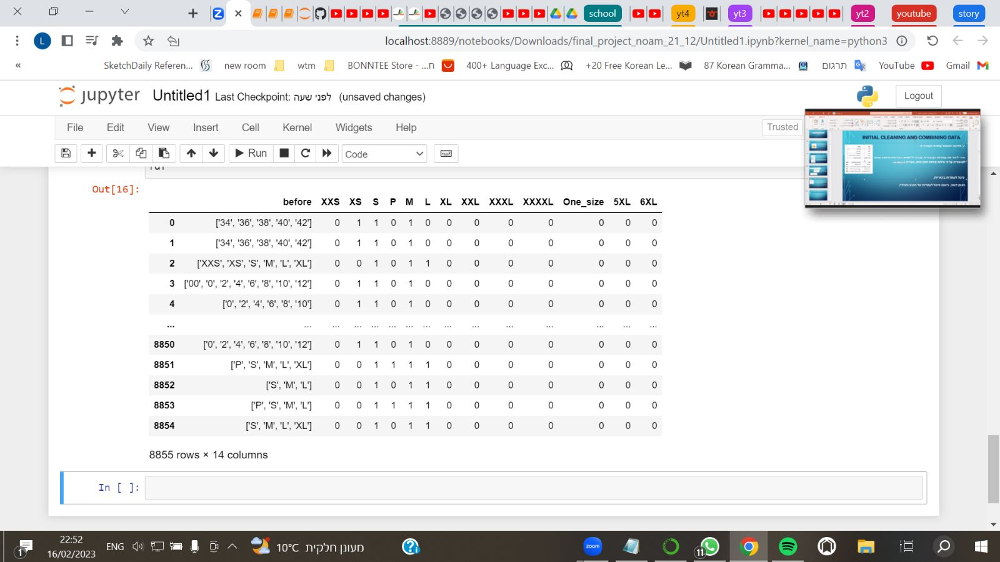 school
yt4
yt3
yt2
youtube
story
L
localhost:8889/notebooks/Downloads/final_project_noam_21_12/Untitled1.ipynb?kernel_name=python3
«
SketchDaily Referen...
new room
wtm
BONNTEE Store - ...ח
400+ Language Exc...
+20 Free Korean Le...
87 Korean Gramma...
תרגום
YouTube
Gmail
jupyter
Untitled1 Last Checkpoint: לפני שעה (unsaved changes)
Logout
File Edit View Insert Cell Kernel Widgets Help
Trusted
Run
Code
INITIAL CLEANING AND COMBINING DATA
Out[16]:
before XXS XS S P M L XL XXL XXXL XXXXL One_size 5XL 6XL
0 ['34', '36', '38', '40', '42'] 0 1 1 0 1 0 0 0 0 0 0 0 0
1 ['34', '36', '38', '40', '42'] 0 1 1 0 1 0 0 0 0 0 0 0 0
2 ['XXS', 'XS', 'S', 'M', 'L', 'XL'] 0 0 1 0 1 1 0 0 0 0 0 0 0
3 ['00', '0', '2', '4', '6', '8', '10', '12'] 0 1 1 0 1 0 0 0 0 0 0 0 0
4 ['0', '2', '4', '6', '8', '10'] 0 1 1 0 1 0 0 0 0 0 0 0 0
... ... ... ... ... ... ... ... ... ... ... ... ... ... ...
8850 ['0', '2', '4', '6', '8', '10', '12'] 0 1 1 0 1 0 0 0 0 0 0 0 0
8851 ['P', 'S', 'M', 'L', 'XL'] 0 0 1 1 1 1 0 0 0 0 0 0 0
8852 ['S', 'M', 'L'] 0 0 1 0 1 1 0 0 0 0 0 0 0
8853 ['P', 'S', 'M', 'L'] 0 0 1 1 1 1 0 0 0 0 0 0 0
8854 ['S', 'M', 'L', 'XL'] 0 0 1 0 1 1 0 0 0 0 0 0 0
8855 rows × 14 columns
In [ ]:
1
22:52
16/02/2023
ENG
10°C מעונן חלקית
zoom
11